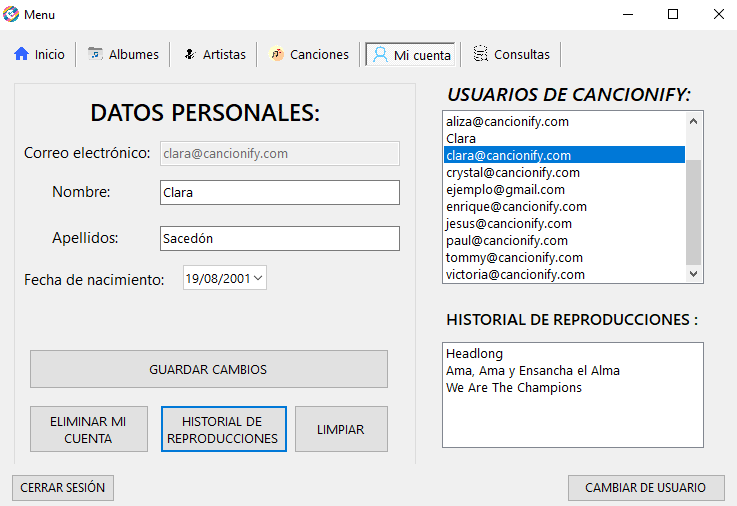 Menu
Inicio
Albumes
Artistas
Canciones
Mi cuenta
Consultas
DATOS PERSONALES:
Correo electrónico:
clara@cancionify.com
Nombre:
Clara
Apellidos:
Sacedón
Fecha de nacimiento:
19/08/2001
GUARDAR CAMBIOS
ELIMINAR MI
CUENTA
HISTORIAL DE
REPRODUCCIONES
LIMPIAR
CERRAR SESIÓN
USUARIOS DE CANCIONIFY:
aliza@cancionify.com
Clara
clara@cancionify.com
crystal@cancionify.com
ejemplo@gmail.com
enrique@cancionify.com
jesus@cancionify.com
paul@cancionify.com
tommy@cancionify.com
victoria@cancionify.com
HISTORIAL DE REPRODUCCIONES :
Headlong
Ama, Ama y Ensancha el Alma
We Are The Champions
CAMBIAR DE USUARIO